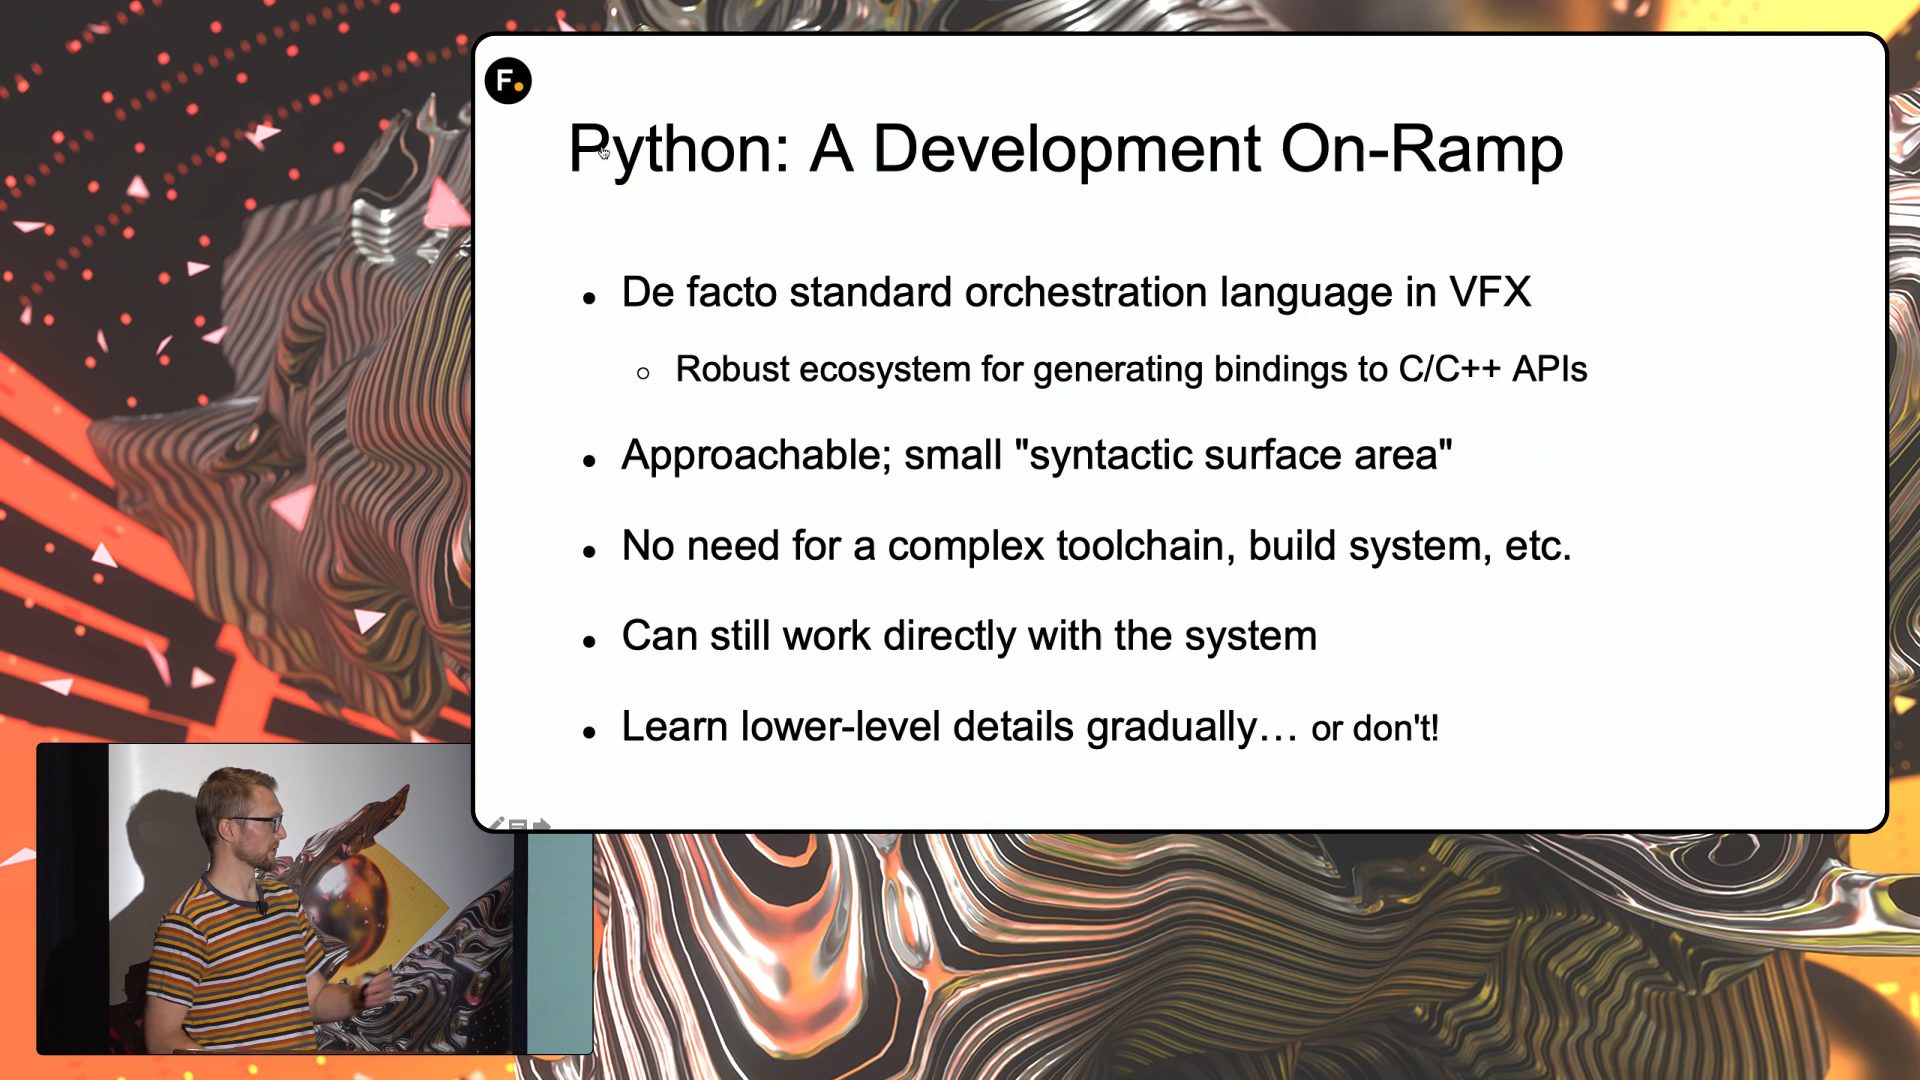 F.
Python: A Development On-Ramp
De facto standard orchestration language in VFX
Robust ecosystem for generating bindings to C/C++ APIs
Approachable; small "syntactic surface area"
No need for a complex toolchain, build system, etc.
Can still work directly with the system
Learn lower-level details gradually… or don't!